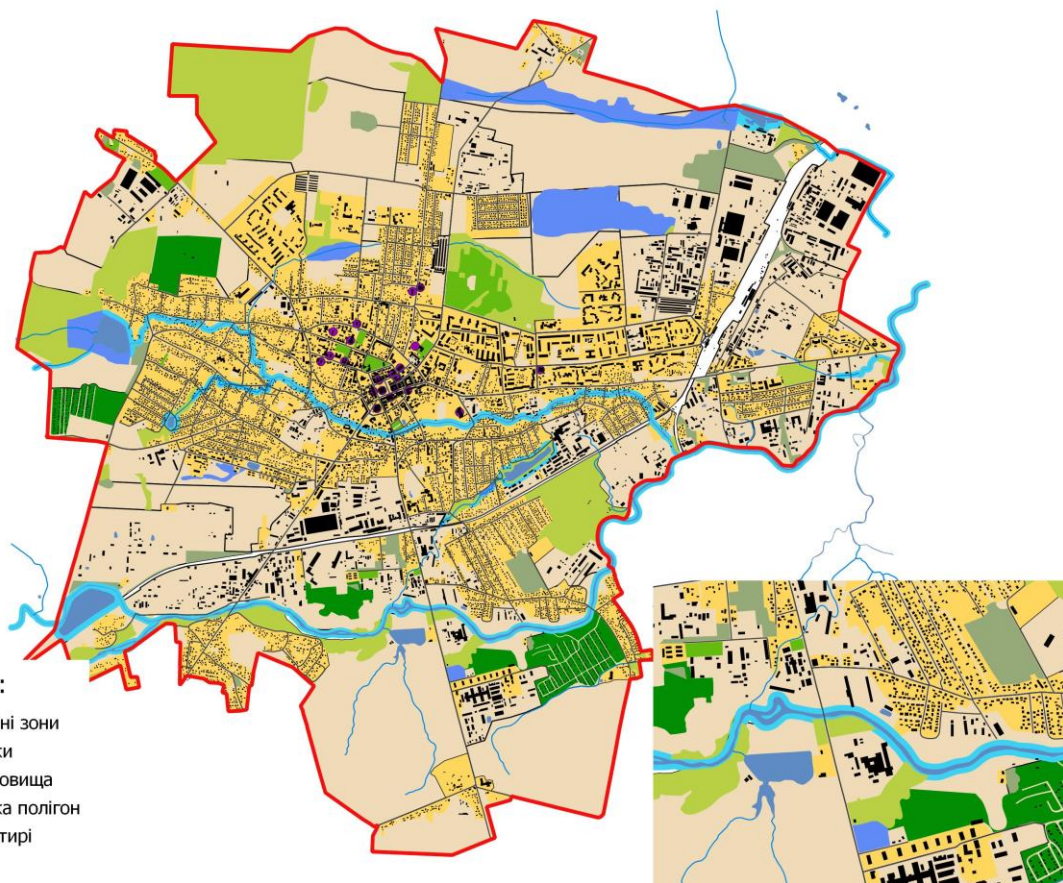 :
ні зони
ки
овища
ка полігон
тирі